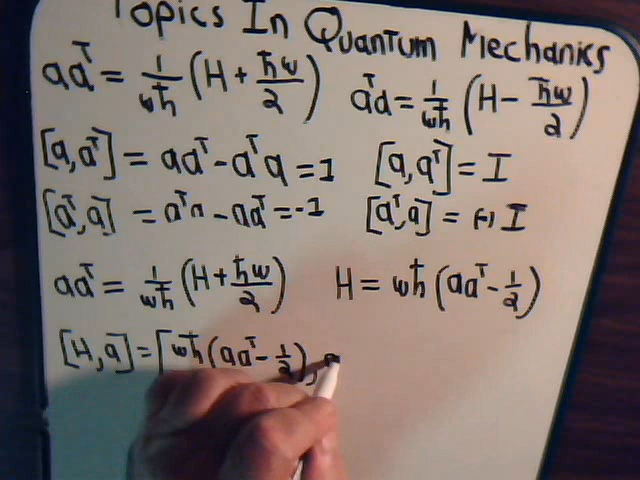 Topics In Quantum Mechanics
aa† = 1/ωħ (H + ħω/2)   a†a = 1/ωħ (H − ħω/2)
[a,a†] = aa† − a†a = 1   [a,a†] = I
[a†,a] = a†a − aa† = −1   [a†,a] = (−) I
aa† = 1/ωħ (H + ħω/2)   H = ωħ (aa† − 1/2)
[H,a] = [ωħ (aa† − 1/2),